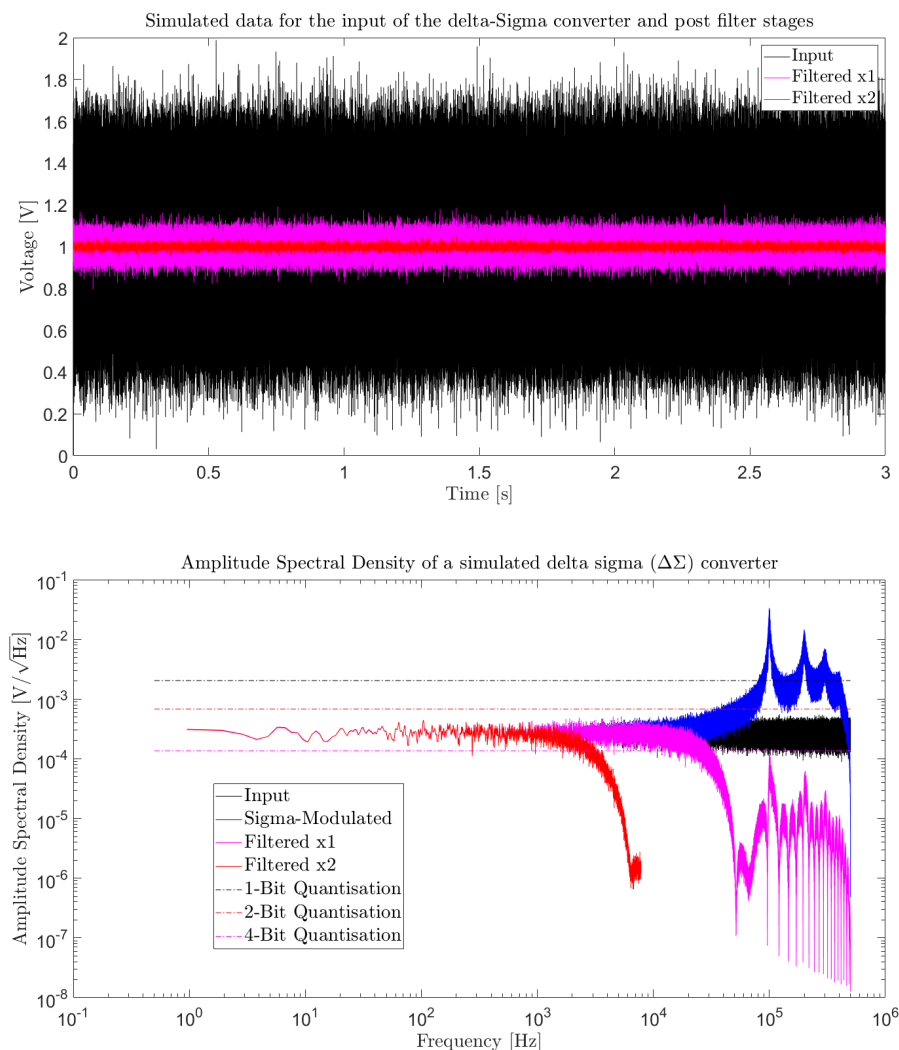 Simulated data for the input of the delta-Sigma converter and post filter stages
Voltage [V]
2
1.8
1.6
1.4
1.2
1
0.8
0.6
0.4
0.2
0
Input
Filtered x1
Filtered x2
0 0.5 1 1.5 2 2.5 3
Time [s]
Amplitude Spectral Density of a simulated delta sigma (ΔΣ) converter
Amplitude Spectral Density [V/√Hz]
10^-1
10^-2
10^-3
10^-4
10^-5
10^-6
10^-7
10^-8
Input
Sigma-Modulated
Filtered x1
Filtered x2
1-Bit Quantisation
2-Bit Quantisation
4-Bit Quantisation
10^-1 10^0 10^1 10^2 10^3 10^4 10^5 10^6
Frequency [Hz]